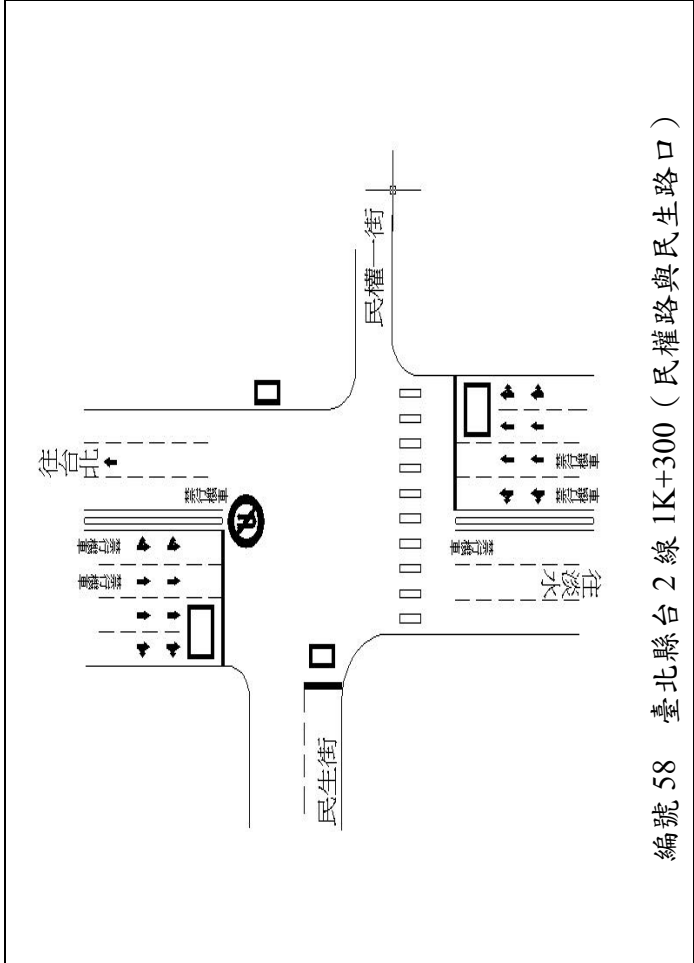 往台北
禁行機車
禁行機車
禁行機車
民權一街
民生街
禁行機車
禁行機車
禁行機車
往淡水
編號 58 臺北縣台 2 線 1K+300（民權路與民生路口）